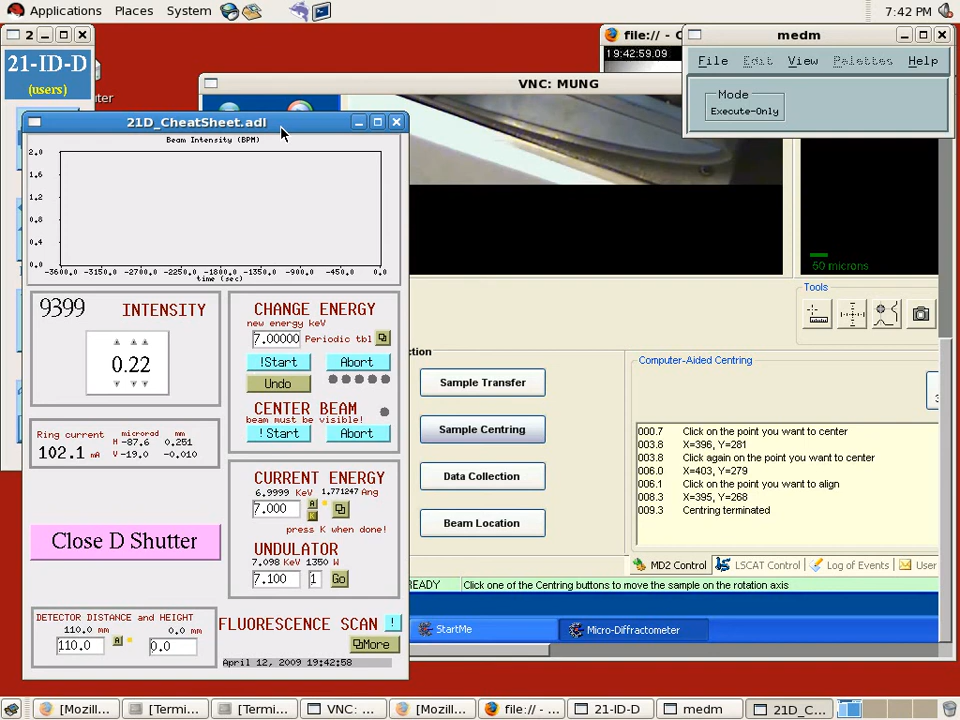 Applications Places System
7:42 PM
2
file:// - C
19:42:59.09
medm
File Edit View Palettes Help
Mode
Execute-Only
21-ID-D
(users)
uter
VNC: MUNG
21D_CheatSheet.adl
Beam Intensity (BPM)
2.0
1.6
1.2
0.8
0.4
0.0
-3600.0 -3150.0 -2700.0 -2250.0 -1800.0 -1350.0 -900.0 -450.0 0.0
time (sec)
9399 INTENSITY
0.22
CHANGE ENERGY
new energy keV
7.00000 Periodic tbl
!Start Abort
Undo
CENTER BEAM
beam must be visible!
!Start Abort
Ring current microrad mm
H -87.6 0.251
102.1 mA V -19.0 -0.010
CURRENT ENERGY
6.9999 KeV 1.771247 Ang
7.000 A K
press K when done!
UNDULATOR
7.098 KeV 1350 W
7.100 1 Go
Close D Shutter
DETECTOR DISTANCE and HEIGHT
110.0 mm 0.0 mm
110.0 A 0.0
FLUORESCENCE SCAN !
More
April 12, 2009 19:42:58
50 microns
Tools
ction
Sample Transfer
Sample Centring
Data Collection
Beam Location
Computer-Aided Centring
000.7 Click on the point you want to center
003.8 X=396, Y=281
003.8 Click again on the point you want to center
006.0 X=403, Y=279
006.1 Click on the point you want to align
008.3 X=395, Y=268
009.3 Centring terminated
MD2 Control LSCAT Control Log of Events User
EADY Click one of the Centring buttons to move the sample on the rotation axis
StartMe Micro-Diffractometer
[Mozill... [Termi... [Termi... VNC: ... [Mozill... file:// - ... 21-ID-D medm 21D_C...